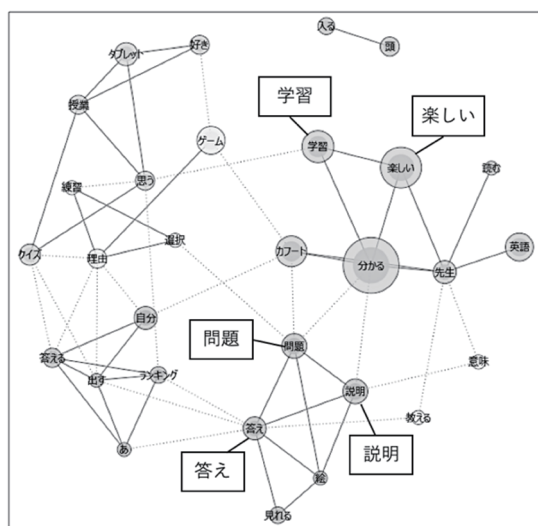 入る
頭
タブレット
好き
授業
学習
楽しい
ゲーム
学習
楽しい
読む
練習
思う
クイズ
理由
選択
カフート
分かる
先生
英語
自分
問題
問題
答える
出す
ランキング
意味
説明
教える
答え
説明
あ
答え
絵
見れる